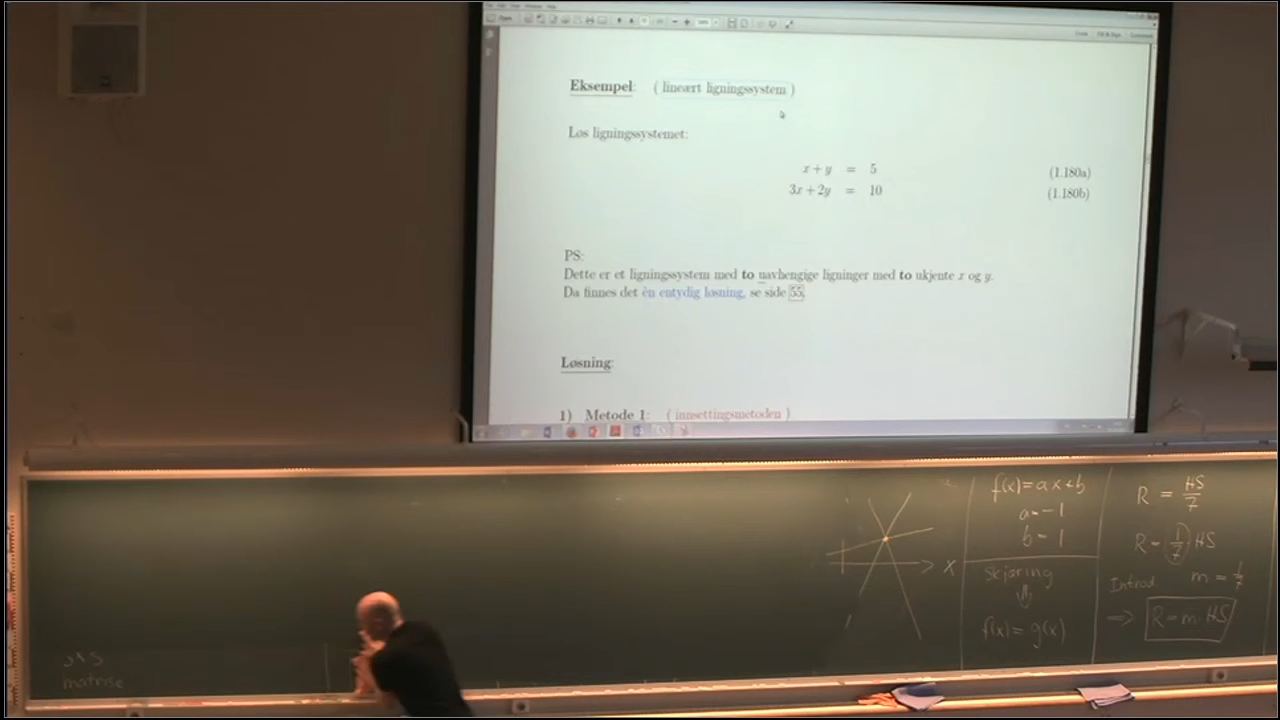 Eksempel: ( lineært ligningssystem )
Løs ligningssystemet:
x + y = 5 (1.180a)
3x + 2y = 10 (1.180b)
PS:
Dette er et ligningssystem med to uavhengige ligninger med to ukjente x og y.
Da finnes det èn entydig løsning, se side 55.
Løsning:
1) Metode 1: ( innsettingsmetoden )
matrise
x
f(x) = ax + b
a = -1
b = 1
skjæring
⇓
f(x) = g(x)
R = HS/7
R = 1/7 HS
m = 1/7
⇒ R = m · HS